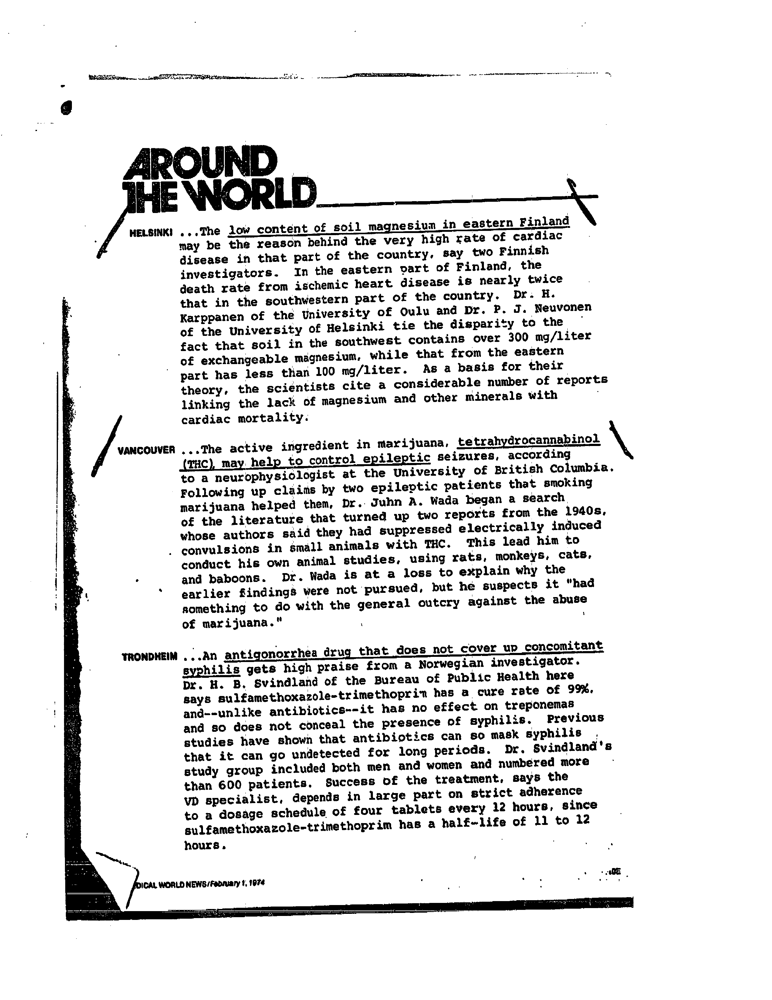 AROUND
THE WORLD
HELSINKI ...The low content of soil magnesium in eastern Finland
may be the reason behind the very high rate of cardiac
disease in that part of the country, say two Finnish
investigators. In the eastern part of Finland, the
death rate from ischemic heart disease is nearly twice
that in the southwestern part of the country. Dr. H.
Karppanen of the University of Oulu and Dr. P. J. Neuvonen
of the University of Helsinki tie the disparity to the
fact that soil in the southwest contains over 300 mg/liter
of exchangeable magnesium, while that from the eastern
part has less than 100 mg/liter. As a basis for their
theory, the scientists cite a considerable number of reports
linking the lack of magnesium and other minerals with
cardiac mortality.
VANCOUVER ...The active ingredient in marijuana, tetrahydrocannabinol
(THC), may help to control epileptic seizures, according
to a neurophysiologist at the University of British Columbia.
Following up claims by two epileptic patients that smoking
marijuana helped them, Dr. Juhn A. Wada began a search
of the literature that turned up two reports from the 1940s,
whose authors said they had suppressed electrically induced
convulsions in small animals with THC. This lead him to
conduct his own animal studies, using rats, monkeys, cats,
and baboons. Dr. Wada is at a loss to explain why the
earlier findings were not pursued, but he suspects it "had
something to do with the general outcry against the abuse
of marijuana."
TRONDHEIM ...An antigonorrhea drug that does not cover up concomitant
syphilis gets high praise from a Norwegian investigator.
Dr. H. B. Svindland of the Bureau of Public Health here
says sulfamethoxazole-trimethoprim has a cure rate of 99%,
and--unlike antibiotics--it has no effect on treponemas
and so does not conceal the presence of syphilis. Previous
studies have shown that antibiotics can so mask syphilis
that it can go undetected for long periods. Dr. Svindland's
study group included both men and women and numbered more
than 600 patients. Success of the treatment, says the
VD specialist, depends in large part on strict adherence
to a dosage schedule of four tablets every 12 hours, since
sulfamethoxazole-trimethoprim has a half-life of 11 to 12
hours.
DICAL WORLD NEWS/February 1, 1974